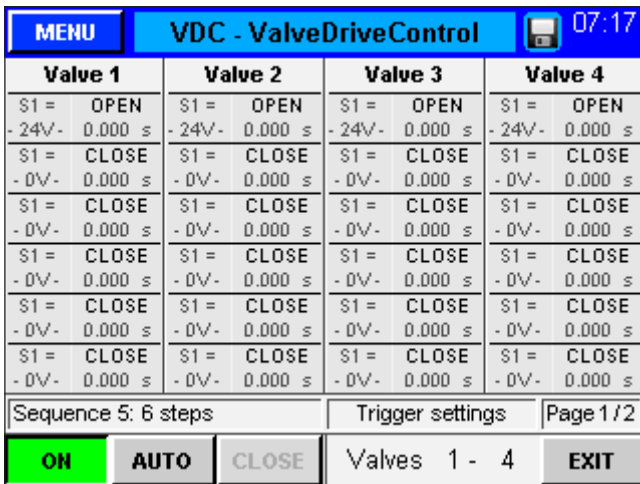 MENU VDC - ValveDriveControl 07:17
Valve 1 Valve 2 Valve 3 Valve 4
S1 = OPEN S1 = OPEN S1 = OPEN S1 = OPEN
- 24V - 0.000 s - 24V - 0.000 s - 24V - 0.000 s - 24V - 0.000 s
S1 = CLOSE S1 = CLOSE S1 = CLOSE S1 = CLOSE
- 0V - 0.000 s - 0V - 0.000 s - 0V - 0.000 s - 0V - 0.000 s
S1 = CLOSE S1 = CLOSE S1 = CLOSE S1 = CLOSE
- 0V - 0.000 s - 0V - 0.000 s - 0V - 0.000 s - 0V - 0.000 s
S1 = CLOSE S1 = CLOSE S1 = CLOSE S1 = CLOSE
- 0V - 0.000 s - 0V - 0.000 s - 0V - 0.000 s - 0V - 0.000 s
S1 = CLOSE S1 = CLOSE S1 = CLOSE S1 = CLOSE
- 0V - 0.000 s - 0V - 0.000 s - 0V - 0.000 s - 0V - 0.000 s
S1 = CLOSE S1 = CLOSE S1 = CLOSE S1 = CLOSE
- 0V - 0.000 s - 0V - 0.000 s - 0V - 0.000 s - 0V - 0.000 s
Sequence 5: 6 steps Trigger settings Page 1 / 2
ON AUTO CLOSE Valves 1 - 4 EXIT